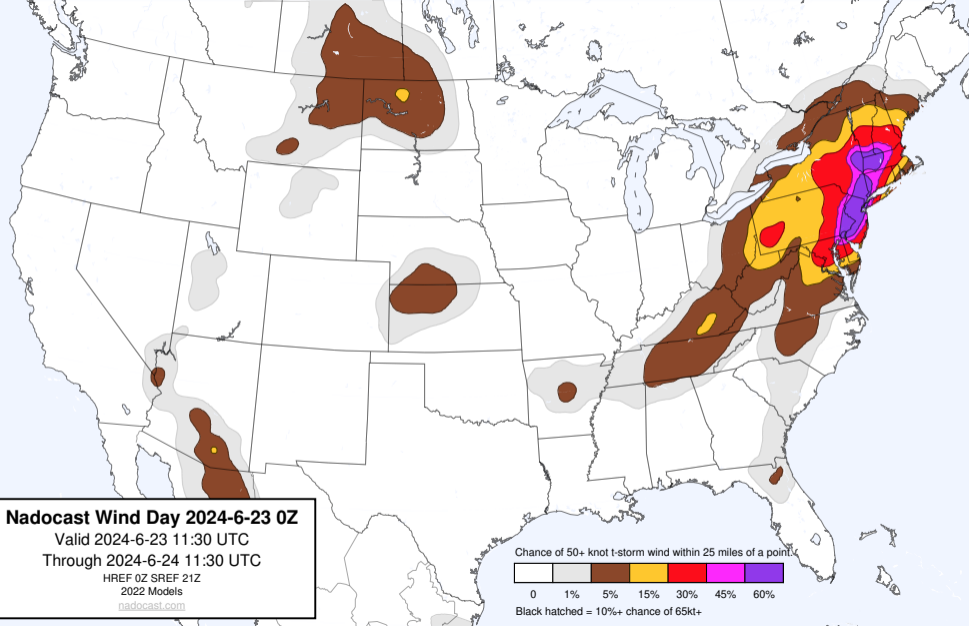 Nadocast Wind Day 2024-6-23 0Z
Valid 2024-6-23 11:30 UTC
Through 2024-6-24 11:30 UTC
HREF 0Z SREF 21Z
2022 Models
nadocast.com
Chance of 50+ knot t-storm wind within 25 miles of a point.
0 1% 5% 15% 30% 45% 60%
Black hatched = 10%+ chance of 65kt+